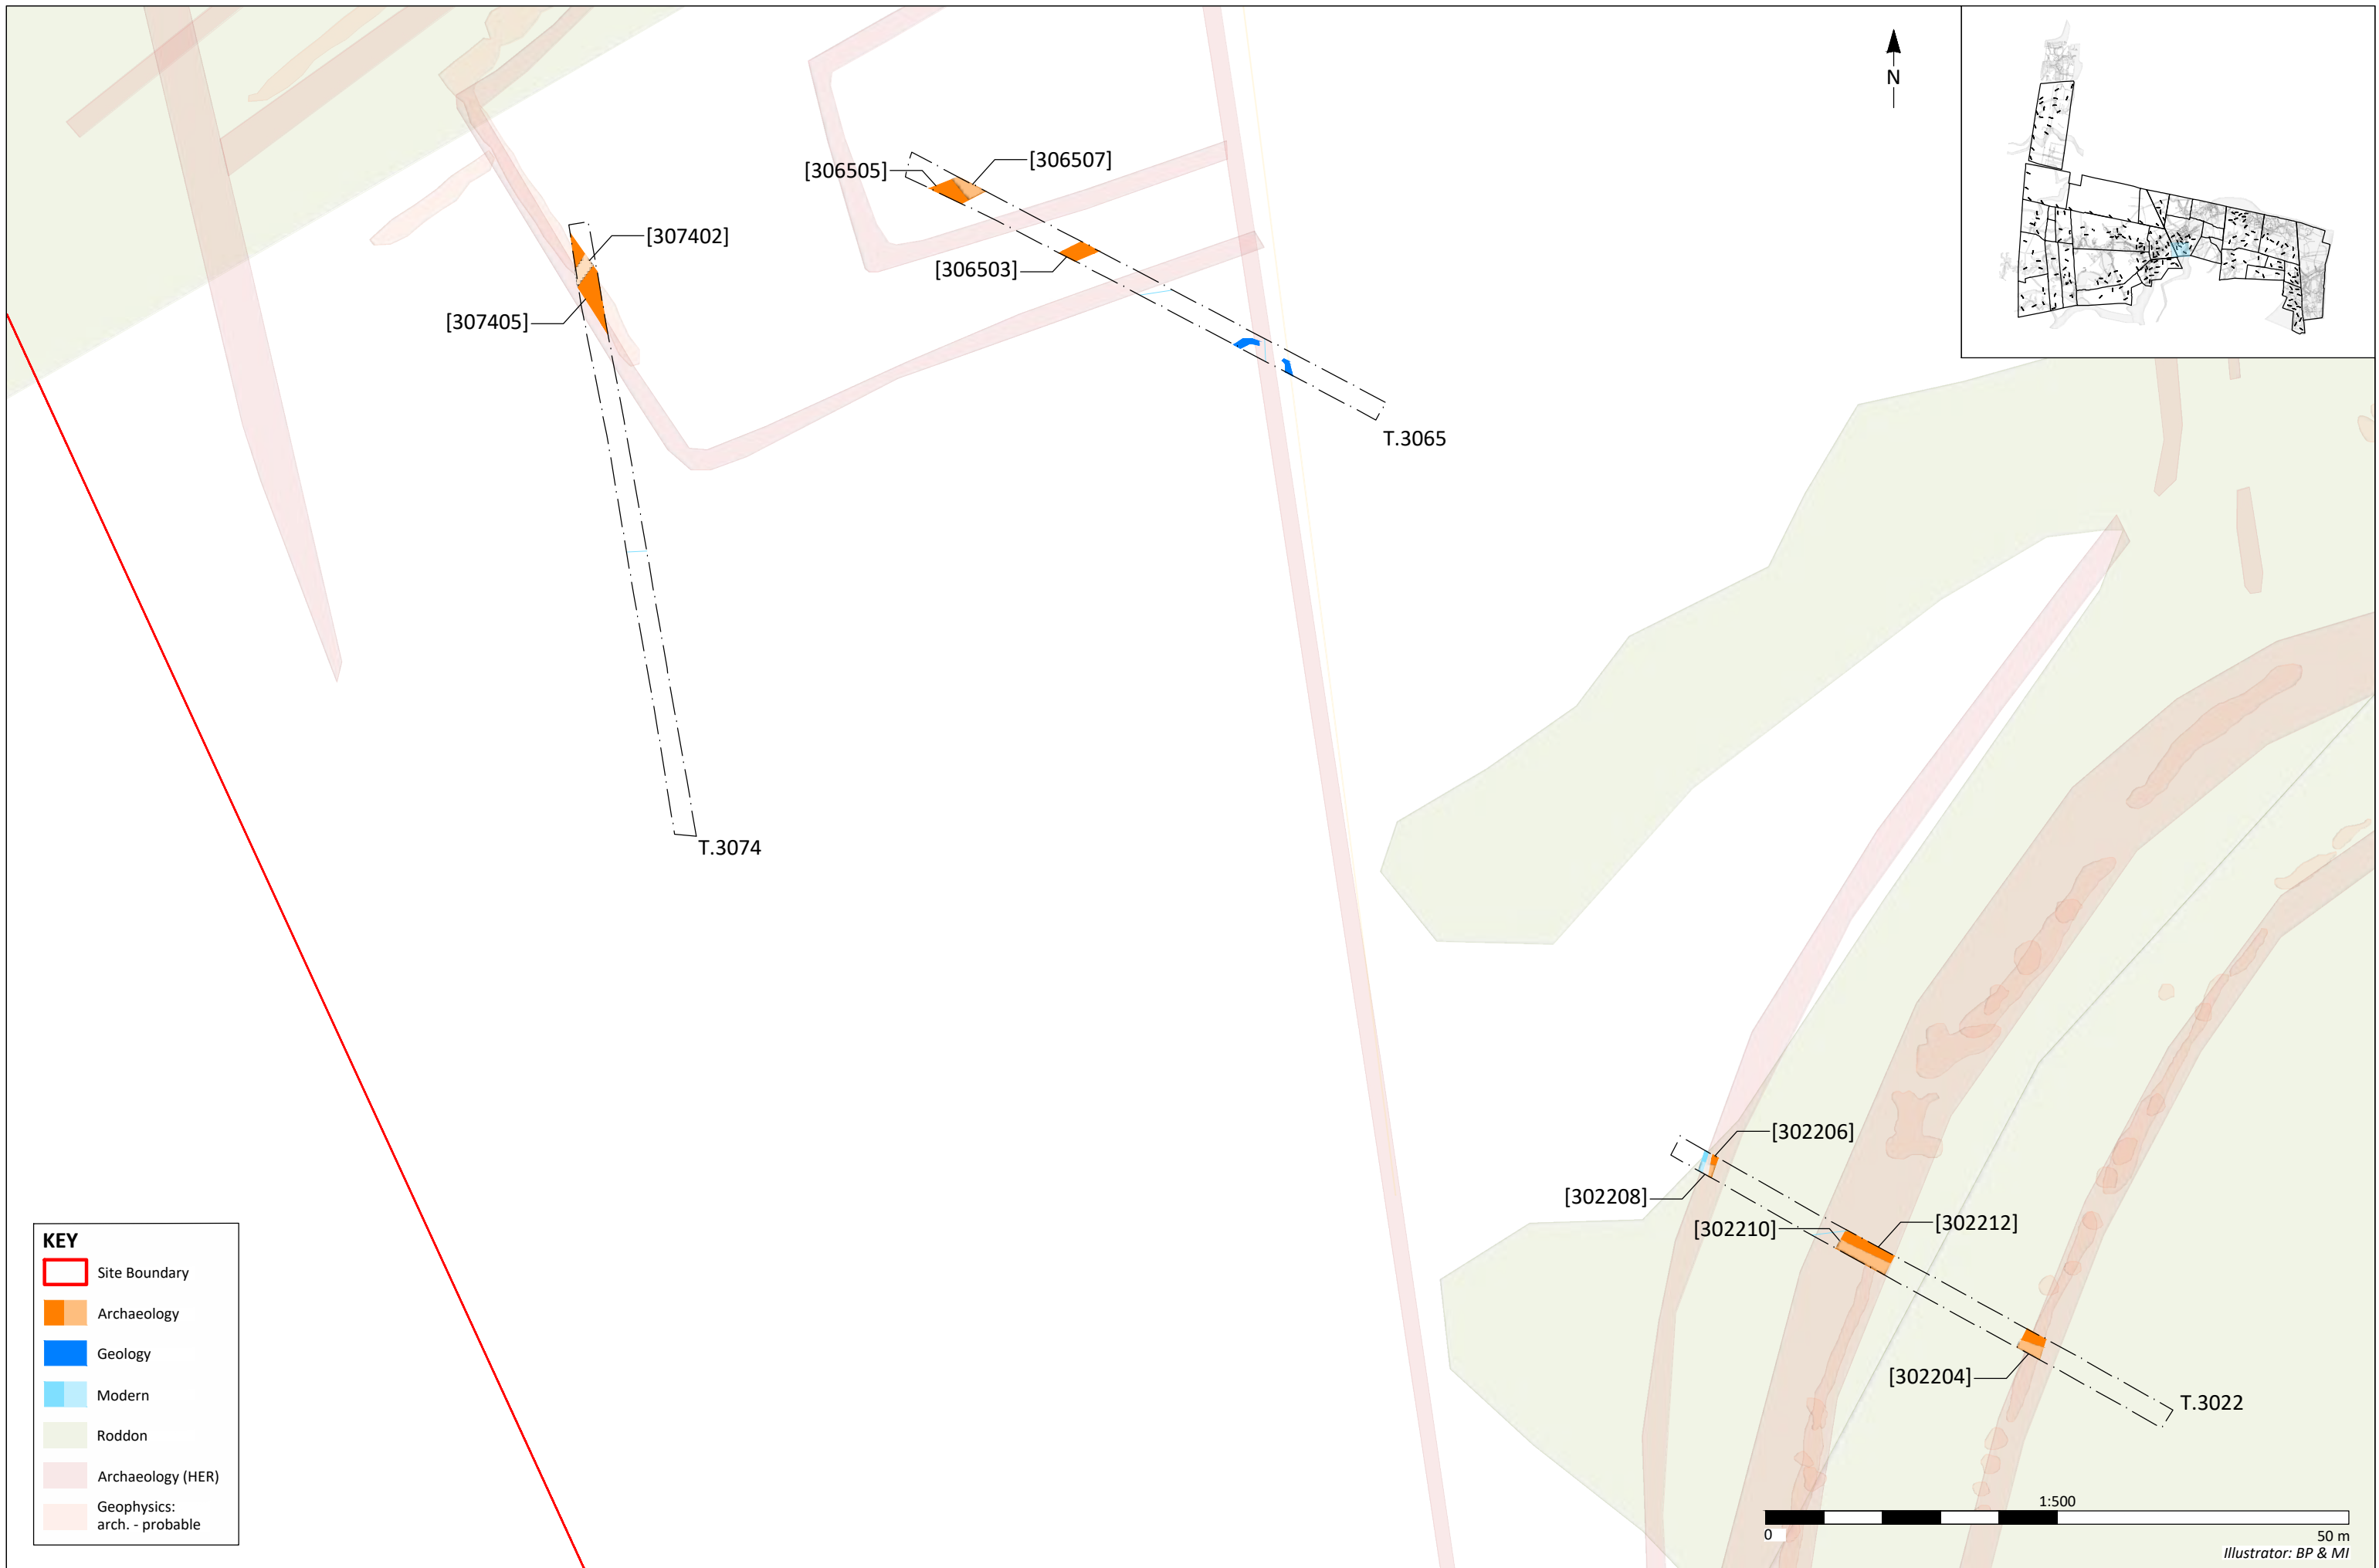 N
[306507]
[306505]
[307402]
[306503]
[307405]
T.3065
T.3074
[302206]
[302208]
[302212]
[302210]
[302204]
T.3022
KEY
Site Boundary
Archaeology
Geology
Modern
Roddon
Archaeology (HER)
Geophysics:
arch. - probable
1:500
0
50 m
Illustrator: BP & MI